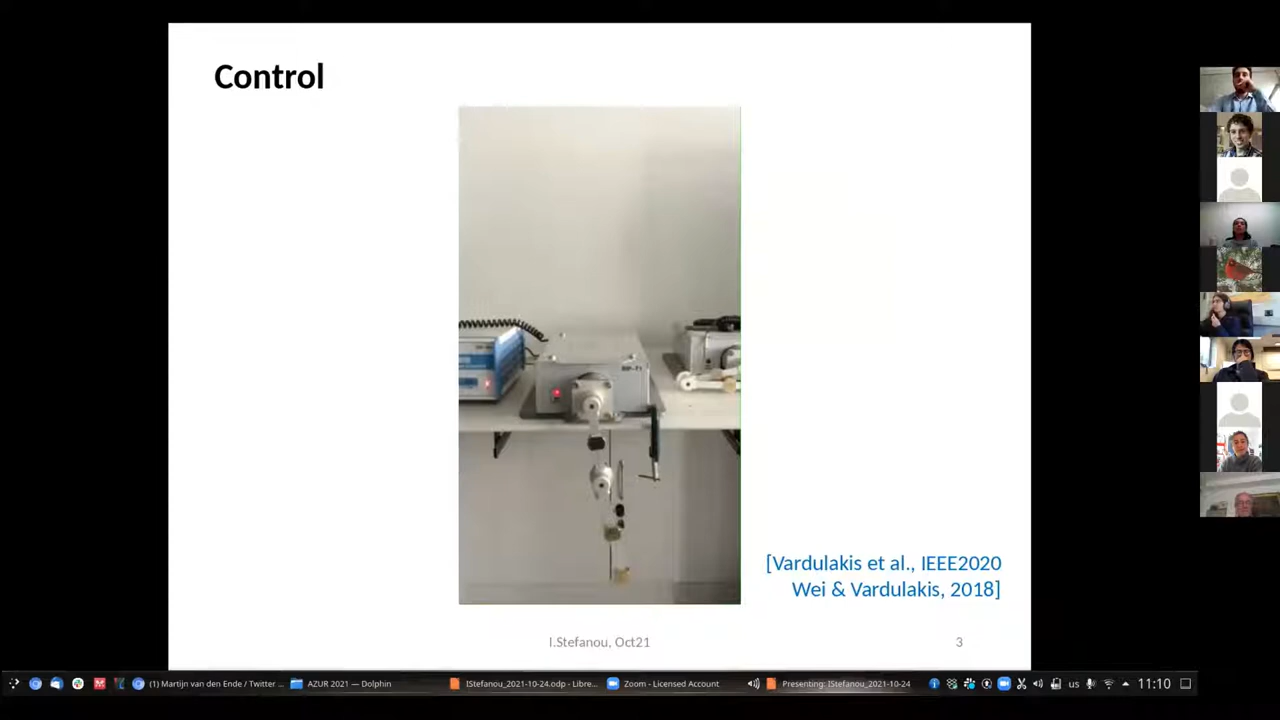 Control
[Vardulakis et al., IEEE2020
Wei & Vardulakis, 2018]
I.Stefanou, Oct21
3
(1) Martijn van den Ende / Twitter ...
AZUR 2021 — Dolphin
IStefanou_2021-10-24.odp - Libre...
Zoom - Licensed Account
Presenting: IStefanou_2021-10-24
us
11:10